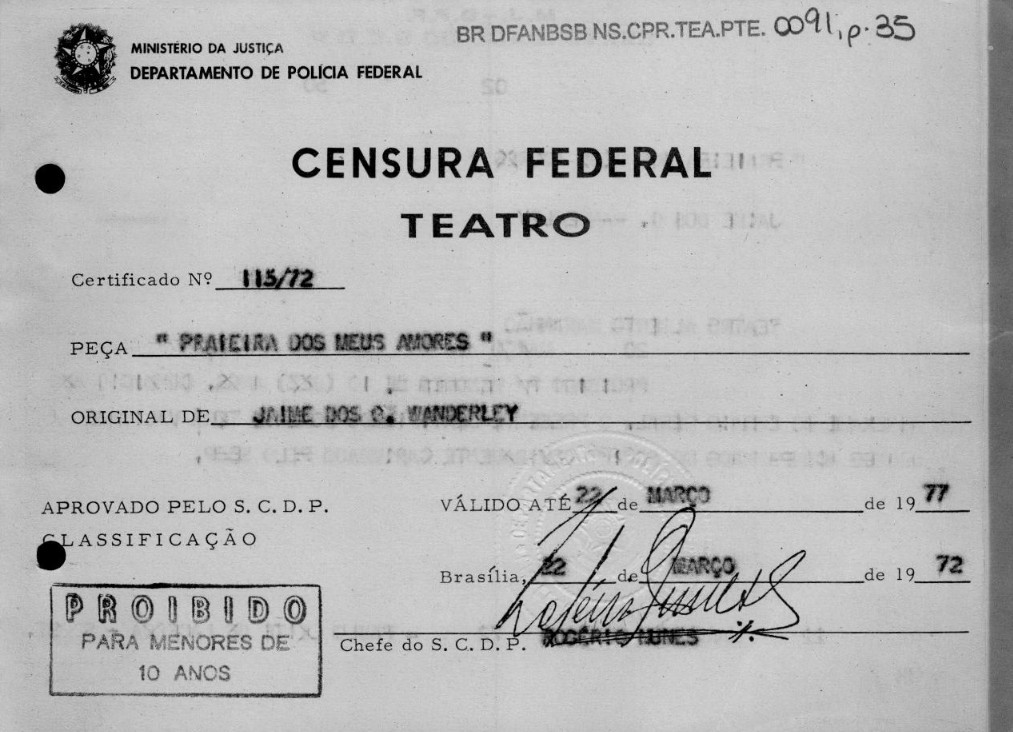 BR DFANBSB NS.CPR.TEA.PTE. 0091, p.35
MINISTÉRIO DA JUSTIÇA
DEPARTAMENTO DE POLÍCIA FEDERAL
CENSURA FEDERAL
TEATRO
Certificado Nº 115/72
PEÇA " PRAIEIRA DOS MEUS AMORES "
ORIGINAL DE JAIME DOS G. WANDERLEY
APROVADO PELO S. C. D. P.
VÁLIDO ATÉ 22 de MARÇO de 19 77
CLASSIFICAÇÃO
Brasília, 22 de MARÇO de 19 72
PROIBIDO
PARA MENORES DE
10 ANOS
Chefe do S. C. D. P. ROGÉRIO NUNES